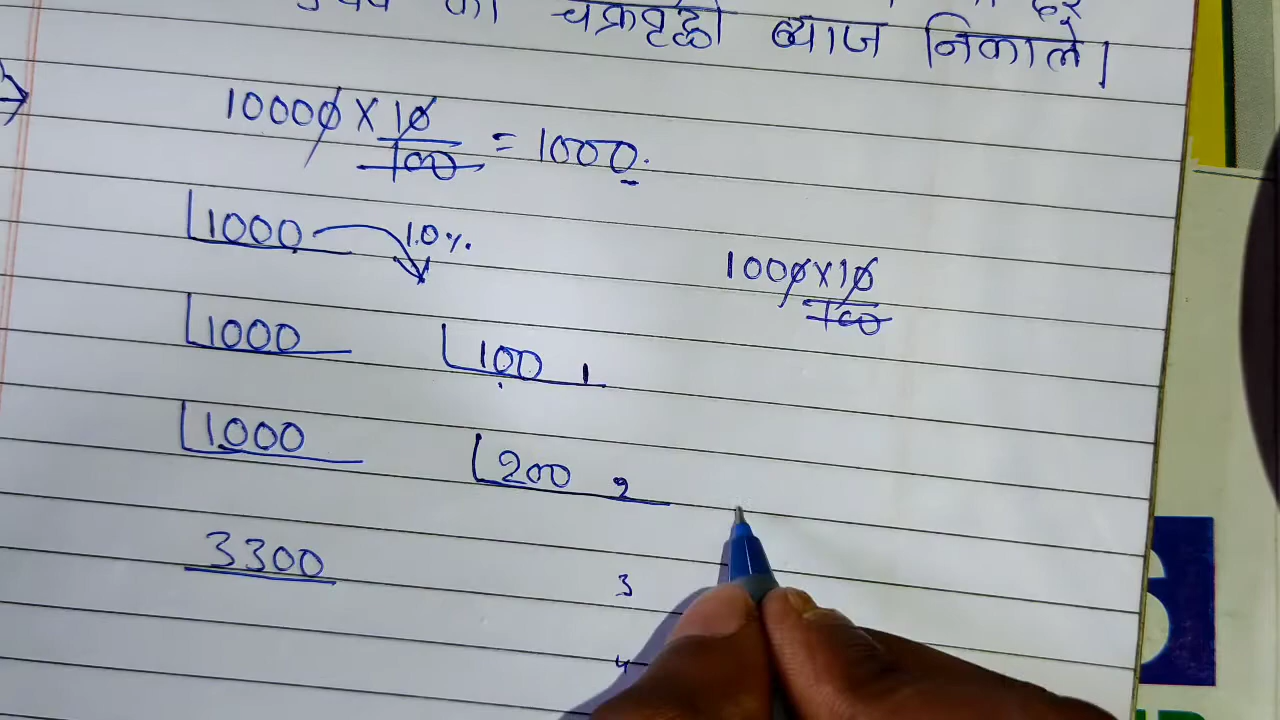 चक्रवृद्धी ब्याज निकाले।
10000 X 10/100 = 1000.
1000 10%.
1000X10/100
1000 100 1
1000 200 2
3300
3
4